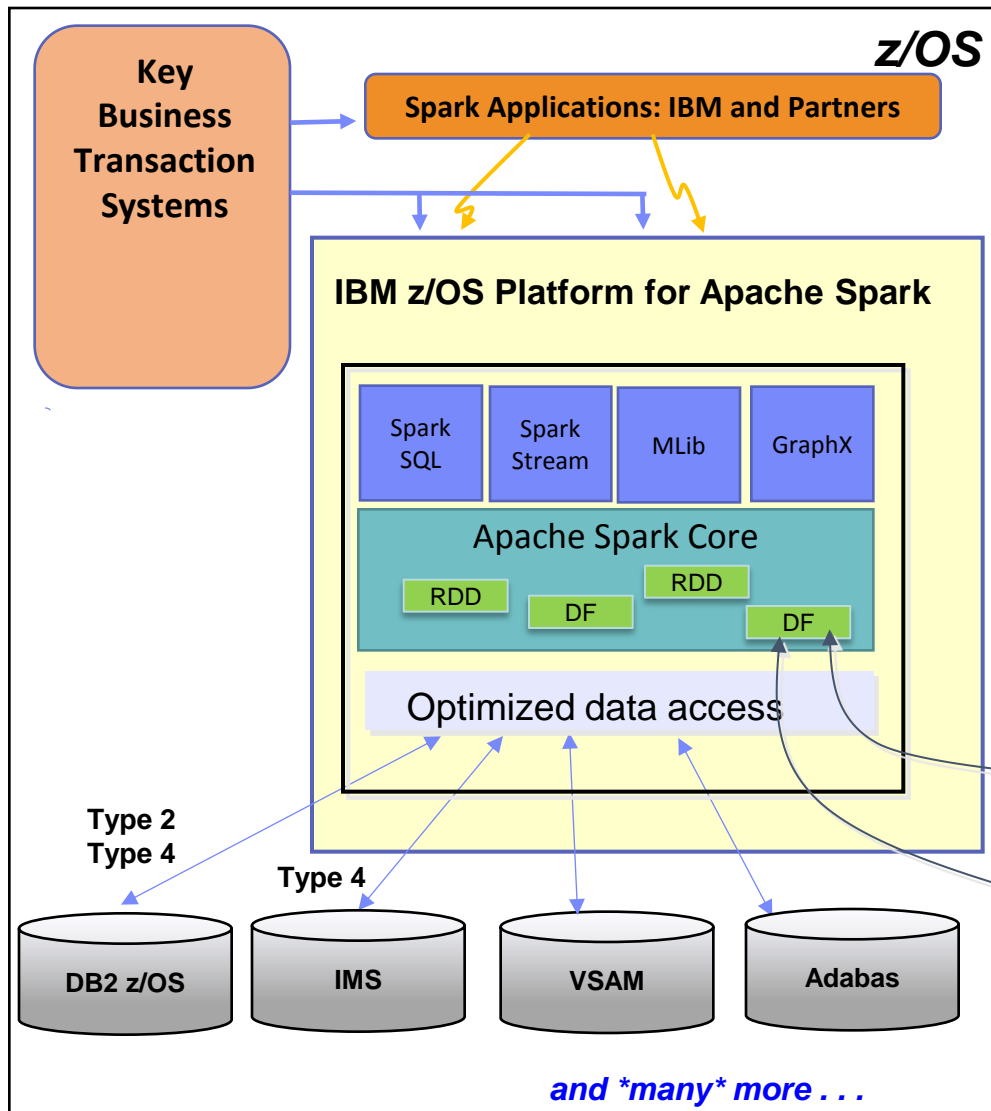 z/OS
Key
Business
Transaction
Systems
Spark Applications: IBM and Partners
IBM z/OS Platform for Apache Spark
Spark
SQL
Spark
Stream
MLib
GraphX
Apache Spark Core
RDD
DF
RDD
DF
Optimized data access
Type 2
Type 4
Type 4
DB2 z/OS
IMS
VSAM
Adabas
and *many* more . . .